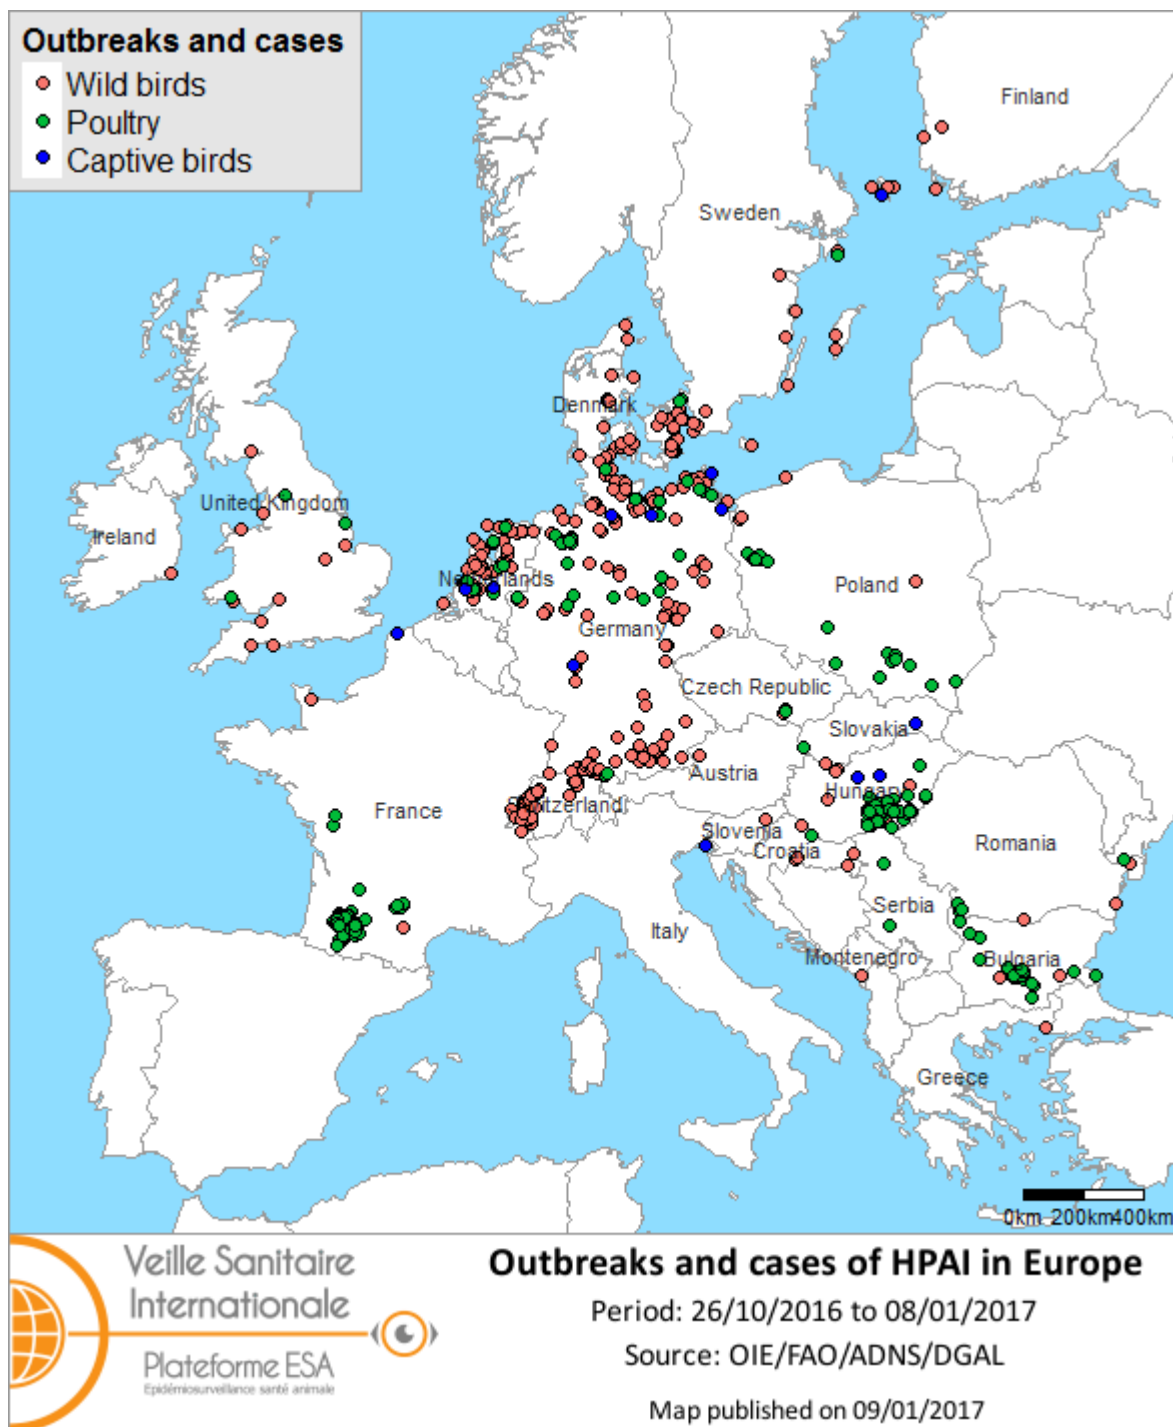 Outbreaks and cases
Wild birds
Poultry
Captive birds
Finland
Sweden
Denmark
United Kingdom
Ireland
Netherlands
Poland
Germany
Czech Republic
Slovakia
Austria
Hungary
France
Switzerland
Slovenia
Croatia
Romania
Serbia
Italy
Montenegro
Bulgaria
Greece
0km 200km 400km
Veille Sanitaire
Internationale
Plateforme ESA
Epidémiosurveillance santé animale
Outbreaks and cases of HPAI in Europe
Period: 26/10/2016 to 08/01/2017
Source: OIE/FAO/ADNS/DGAL
Map published on 09/01/2017